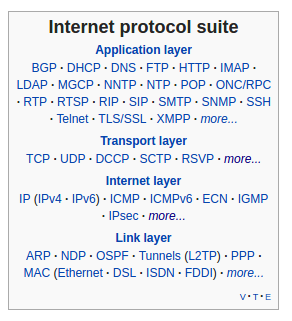 Internet protocol suite
Application layer
BGP · DHCP · DNS · FTP · HTTP · IMAP ·
LDAP · MGCP · NNTP · NTP · POP · ONC/RPC
· RTP · RTSP · RIP · SIP · SMTP · SNMP · SSH
· Telnet · TLS/SSL · XMPP · more...
Transport layer
TCP · UDP · DCCP · SCTP · RSVP · more...
Internet layer
IP (IPv4 · IPv6) · ICMP · ICMPv6 · ECN · IGMP
· IPsec · more...
Link layer
ARP · NDP · OSPF · Tunnels (L2TP) · PPP ·
MAC (Ethernet · DSL · ISDN · FDDI) · more...
V · T · E